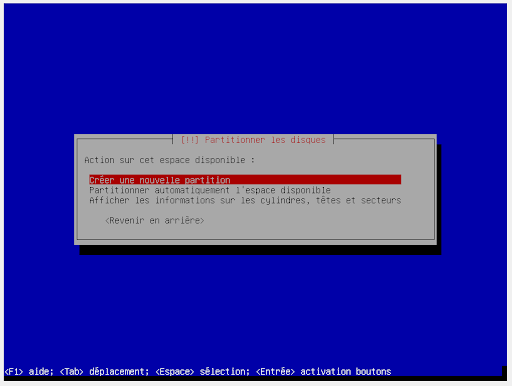 [!!] Partitionner les disques
Action sur cet espace disponible :
Créer une nouvelle partition
Partitionner automatiquement l'espace disponible
Afficher les informations sur les cylindres, têtes et secteurs
<Revenir en arrière>
<F1> aide; <Tab> déplacement; <Espace> sélection; <Entrée> activation boutons